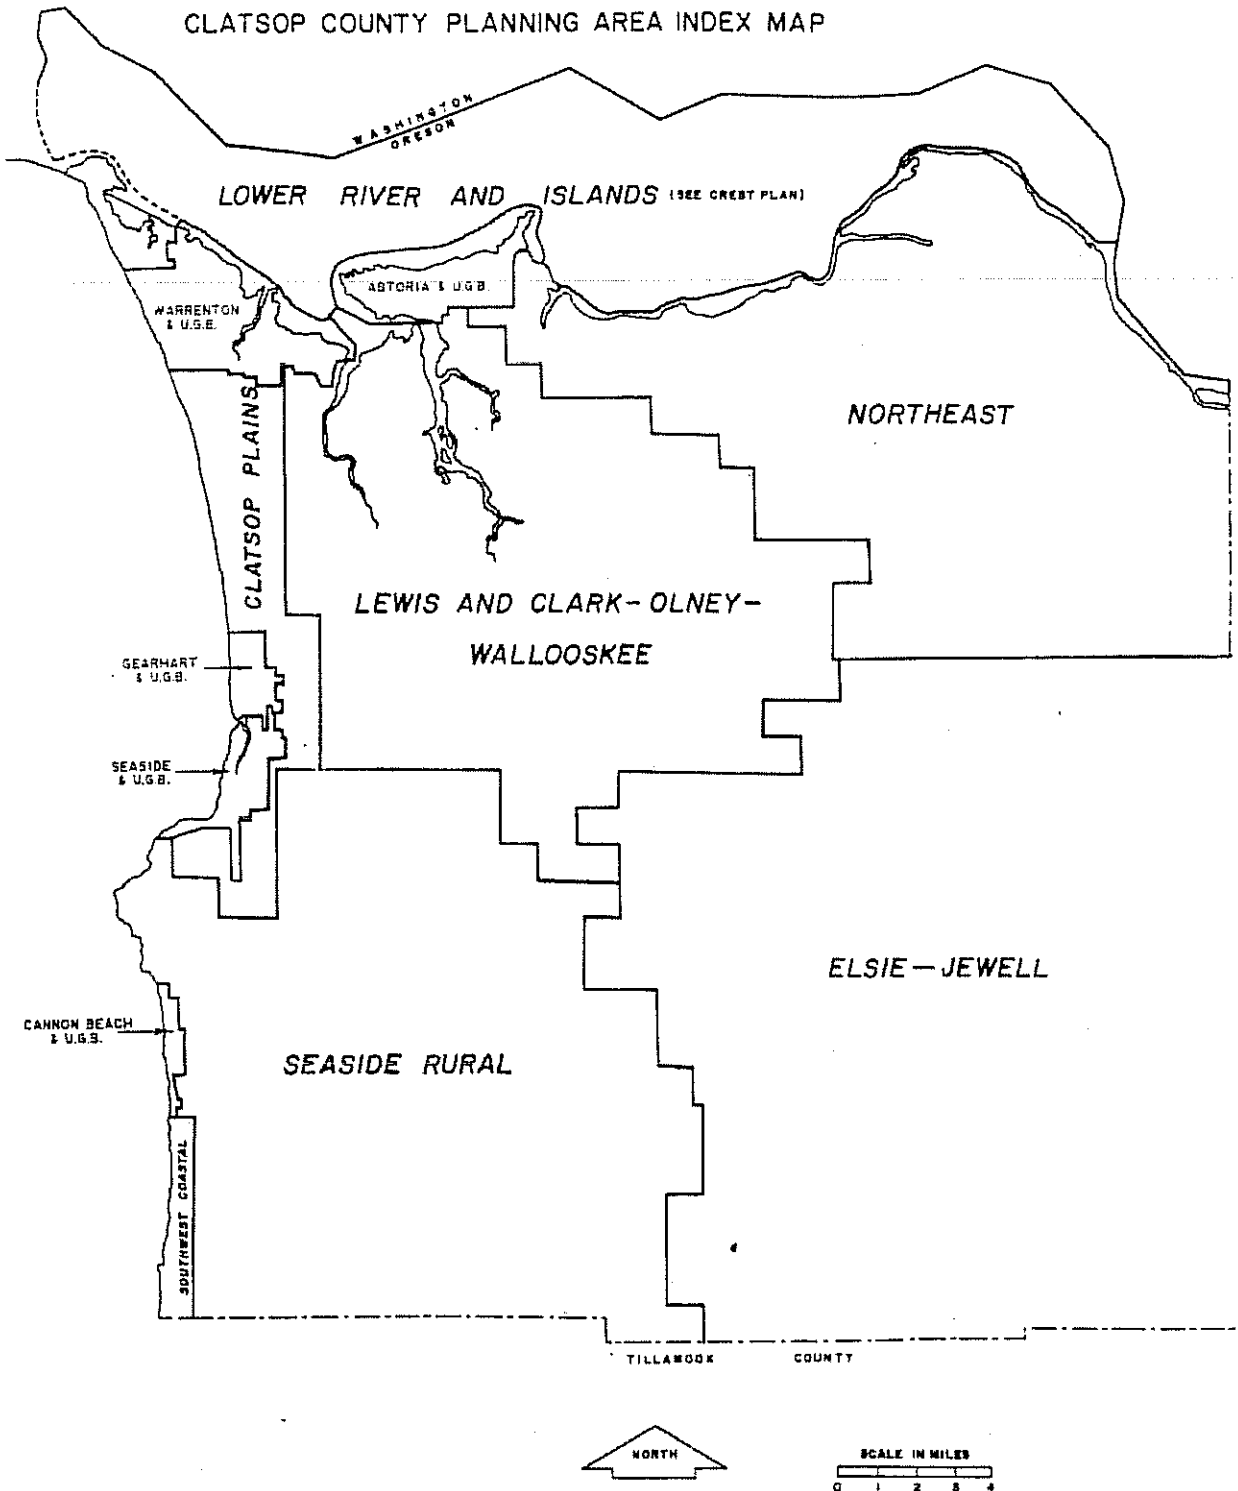 CLATSOP COUNTY PLANNING AREA INDEX MAP
WASHINGTON
OREGON
LOWER RIVER AND ISLANDS (SEE CREST PLAN)
ASTORIA & U.G.B.
WARRENTON
& U.G.B.
NORTHEAST
CLATSOP PLAINS
LEWIS AND CLARK-OLNEY-
WALLOOSKEE
GEARHART
& U.G.B.
SEASIDE
& U.G.B.
ELSIE-JEWELL
CANNON BEACH
& U.G.B.
SEASIDE RURAL
SOUTHWEST COASTAL
TILLAMOOK COUNTY
NORTH
SCALE IN MILES
0 1 2 3 4